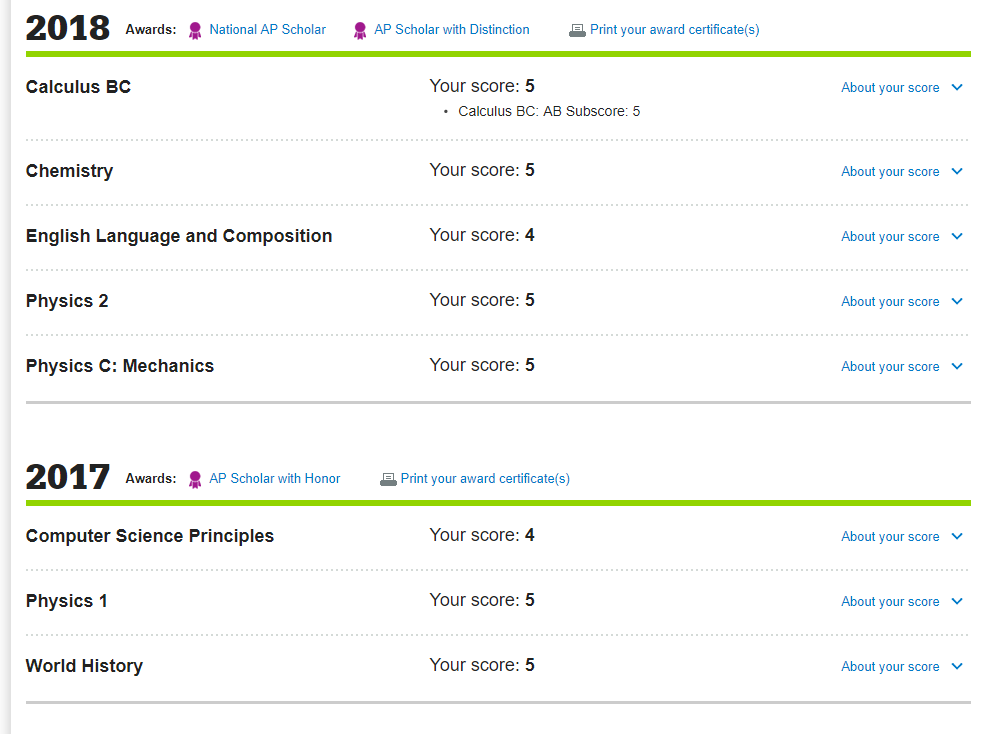 2018 Awards: National AP Scholar AP Scholar with Distinction Print your award certificate(s)
Calculus BC Your score: 5 About your score
• Calculus BC: AB Subscore: 5
Chemistry Your score: 5 About your score
English Language and Composition Your score: 4 About your score
Physics 2 Your score: 5 About your score
Physics C: Mechanics Your score: 5 About your score
2017 Awards: AP Scholar with Honor Print your award certificate(s)
Computer Science Principles Your score: 4 About your score
Physics 1 Your score: 5 About your score
World History Your score: 5 About your score